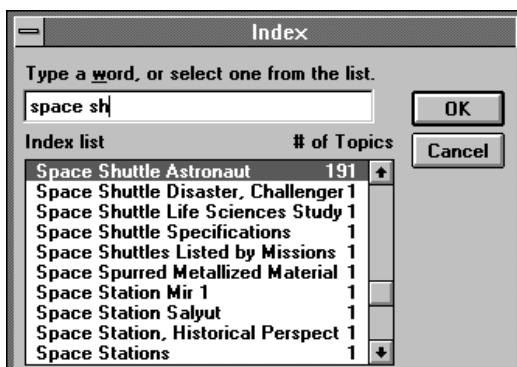 Index
Type a word, or select one from the list.
space sh
OK
Index list # of Topics
Cancel
Space Shuttle Astronaut 191
Space Shuttle Disaster, Challenger 1
Space Shuttle Life Sciences Study 1
Space Shuttle Specifications 1
Space Shuttles Listed by Missions 1
Space Spurred Metallized Material 1
Space Station Mir 1 1
Space Station Salyut 1
Space Station, Historical Perspect 1
Space Stations 1